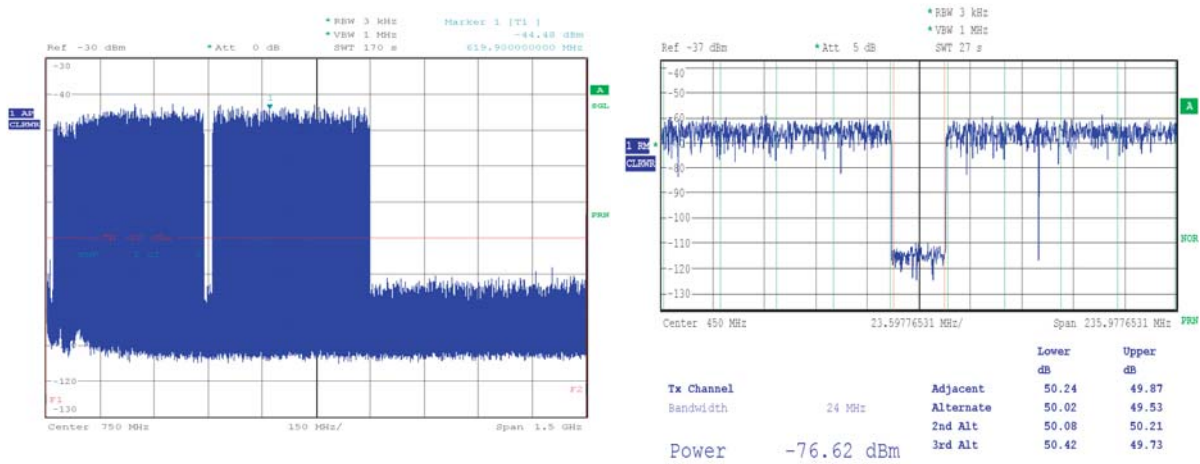 * RBW 3 kHz Marker 1 [T1 ]
* VBW 1 MHz -44.48 dBm
Ref -30 dBm * Att 0 dB SWT 170 s 619.900000000 MHz
-30
-40
1
A
SGL
1 AP
CLRWR
PRN
-120
F1
F2
-130
Center 750 MHz 150 MHz/ Span 1.5 GHz
* RBW 3 kHz
* VBW 1 MHz
Ref -37 dBm * Att 5 dB SWT 27 s
-40
-50
-60
A
1 RM *
CLRWR
-80
-90
-100
-110
NOR
-120
-130
PRN
Center 450 MHz 23.59776531 MHz/ Span 235.9776531 MHz
Lower Upper
dB dB
Tx Channel Adjacent 50.24 49.87
Bandwidth 24 MHz Alternate 50.02 49.53
2nd Alt 50.08 50.21
Power -76.62 dBm 3rd Alt 50.42 49.73